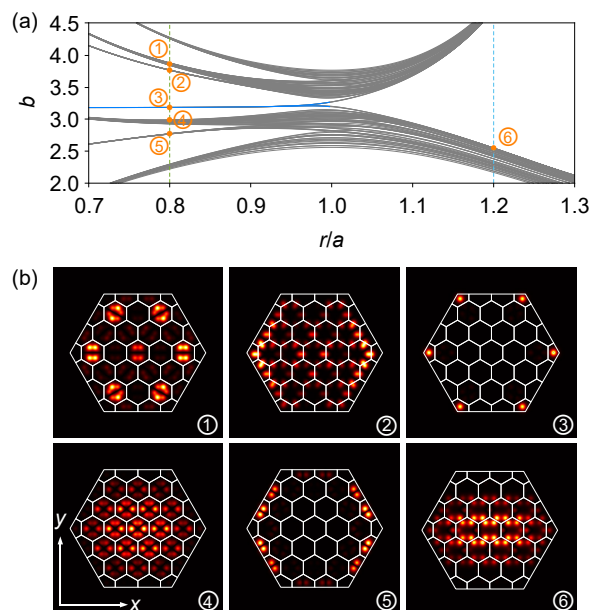 (a)
4.5
4.0
3.5
3.0
2.5
2.0
b
① 
②
③
④
⑤
⑥
0.7 0.8 0.9 1.0 1.1 1.2 1.3
r/a
(b)
① ② ③
y
x
④ ⑤ ⑥